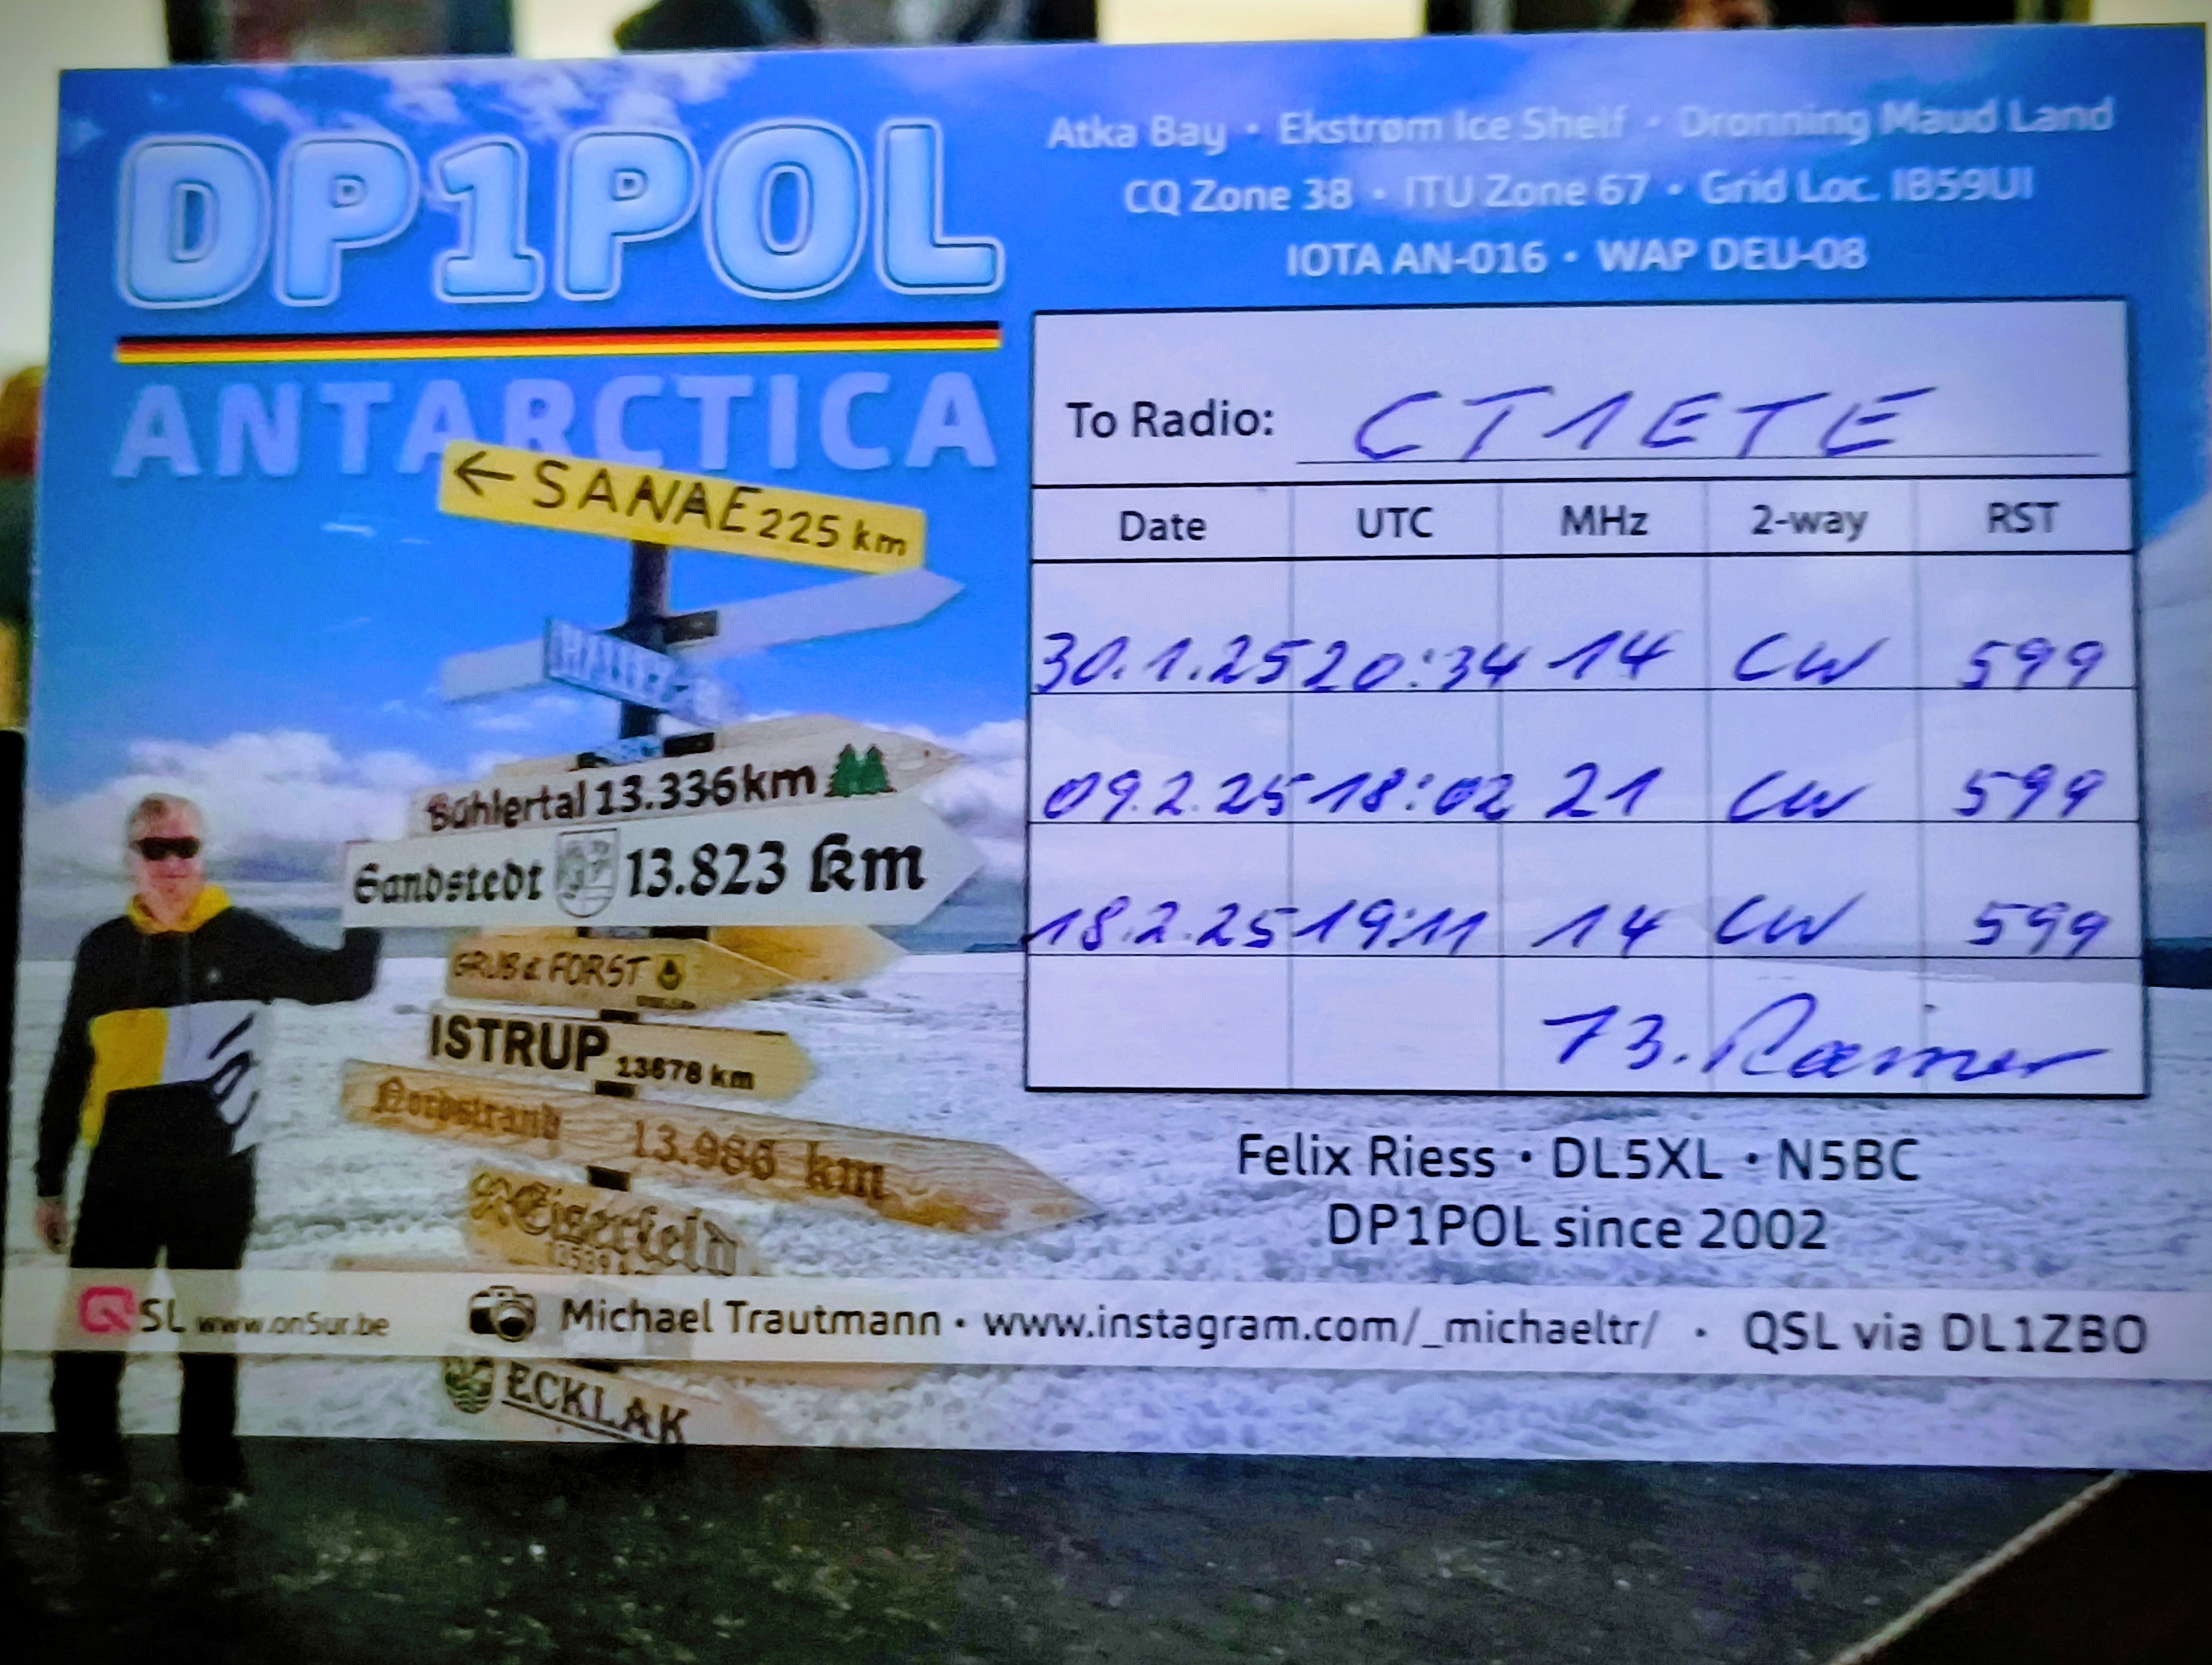 DP1POL
ANTARCTICA
Atka Bay • Ekstrøm Ice Shelf • Dronning Maud Land
CQ Zone 38 • ITU Zone 67 • Grid Loc. IB59UI
IOTA AN-016 • WAP DEU-08
To Radio: CT1ETE
Date UTC MHz 2-way RST
30.1.25 20:34 14 CW 599
09.2.25 18:02 21 CW 599
18.2.25 19:11 14 CW 599
73. Rainer
Felix Riess • DL5XL • N5BC
DP1POL since 2002
← SANAE 225 km
Bühlertal 13.336km
Sandstedt 13.823 km
GRUB a. FORST
ISTRUP 13678 km
Nordstrand 13.986 km
Eiserfeld
QSL www.on5ur.be
Michael Trautmann • www.instagram.com/_michaeltr/ • QSL via DL1ZBO
ECKLAK